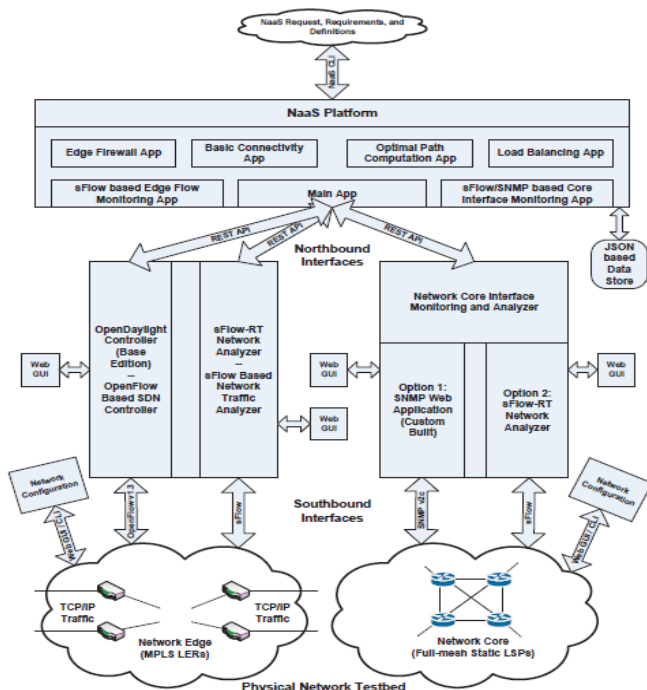 NaaS Request, Requirements, and
Definitions
NaaS CLI
NaaS Platform
Edge Firewall App
Basic Connectivity
App
Optimal Path
Computation App
Load Balancing App
sFlow based Edge Flow
Monitoring App
Main App
sFlow/SNMP based Core
Interface Monitoring App
REST API
REST API
REST API
Northbound
Interfaces
JSON
based
Data
Store
OpenDaylight
Controller
(Base
Edition)
–
OpenFlow
Based SDN
Controller
sFlow-RT
Network
Analyzer
–
sFlow Based
Network
Traffic
Analyzer
Network Core Interface
Monitoring and Analyzer
Option 1:
SNMP Web
Application
(Custom
Built)
Option 2:
sFlow-RT
Network
Analyzer
Web
GUI
Web
GUI
Web
GUI
Web
GUI
Network
Configuration
Web GUI / CLI
OpenFlow v1.3
sFlow
Southbound
Interfaces
SNMP v2c
sFlow
Network
Configuration
Web GUI / CLI
TCP/IP
Traffic
TCP/IP
Traffic
Network Edge
(MPLS LERs)
Network Core
(Full-mesh Static LSPs)
Physical Network Testbed